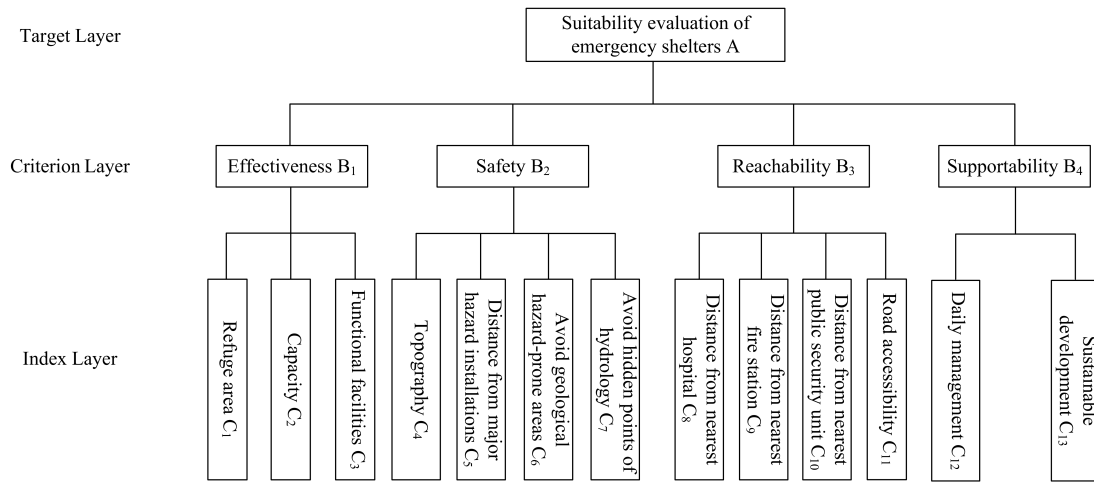 Target Layer
Suitability evaluation of
emergency shelters A
Criterion Layer
Effectiveness B₁
Safety B₂
Reachability B₃
Supportability B₄
Index Layer
Refuge area C₁
Capacity C₂
Functional facilities C₃
Topography C₄
Distance from major
hazard installations C₅
Avoid geological
hazard-prone areas C₆
Avoid hidden points of
hydrology C₇
Distance from nearest
hospital C₈
Distance from nearest
fire station C₉
Distance from nearest
public security unit C₁₀
Road accessibility C₁₁
Daily management C₁₂
Sustainable
development C₁₃